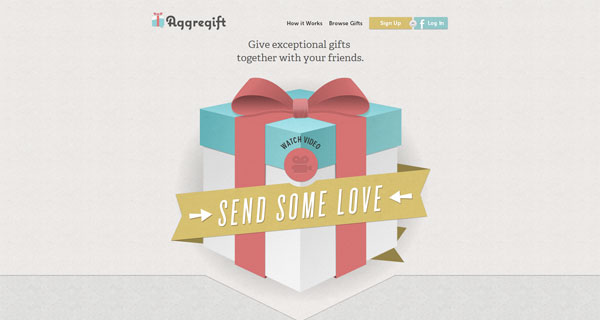 Aggregift
How it Works
Browse Gifts
Sign Up
Log In
Give exceptional gifts
together with your friends.
WATCH VIDEO
SEND SOME LOVE